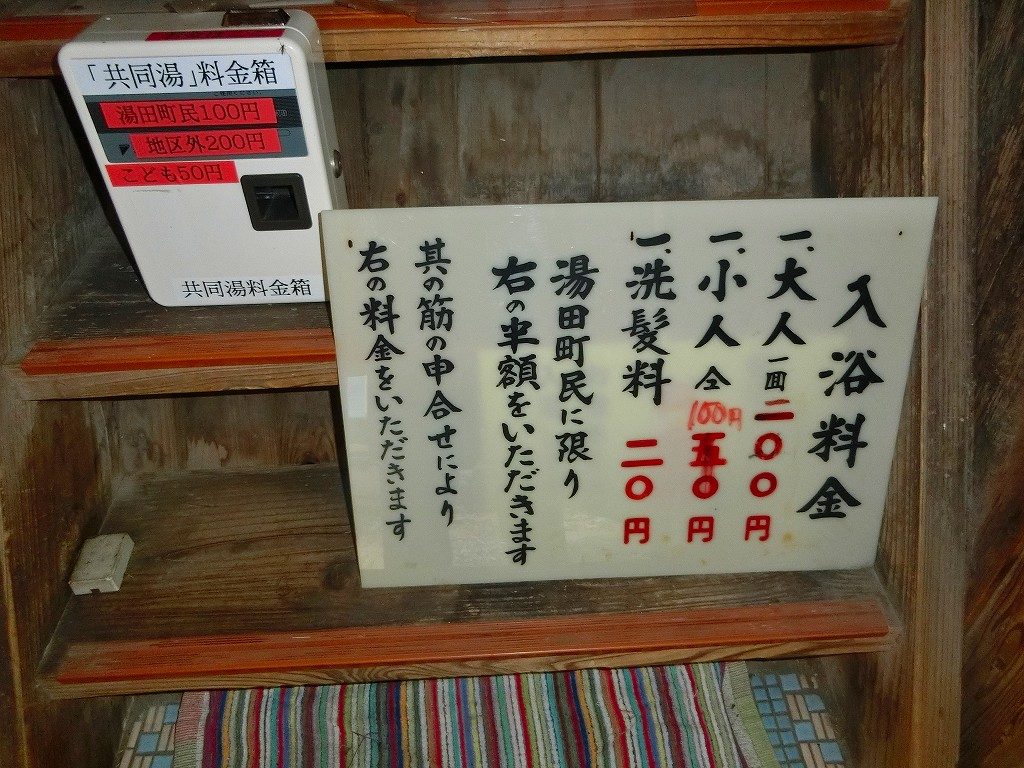 「共同湯」料金箱
湯田町民100円
地区外200円
こども50円
共同湯料金箱
入浴料金
一、大人 一回 二〇〇円
一、小人 仝 100円 五〇円
一、洗髪料 二〇円
湯田町民に限り
右の半額をいただきます
其の筋の申合せにより
右の料金をいただきます